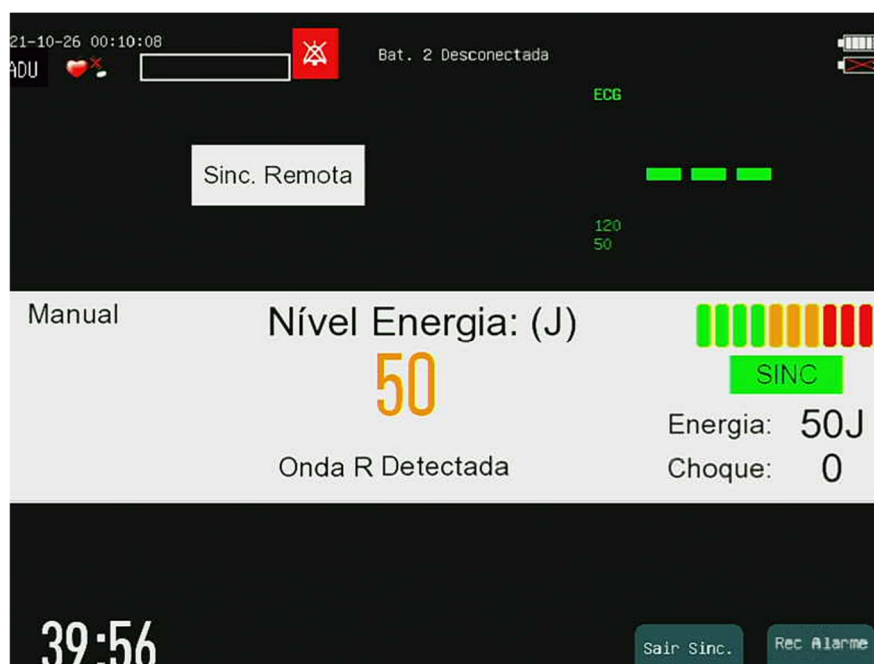 21-10-26 00:10:08
ADU
Bat. 2 Desconectada
ECG
Sinc. Remota
120
50
Manual
Nível Energia: (J)
50
SINC
Energia: 50J
Onda R Detectada
Choque: 0
39:56
Sair Sinc.
Rec Alarme